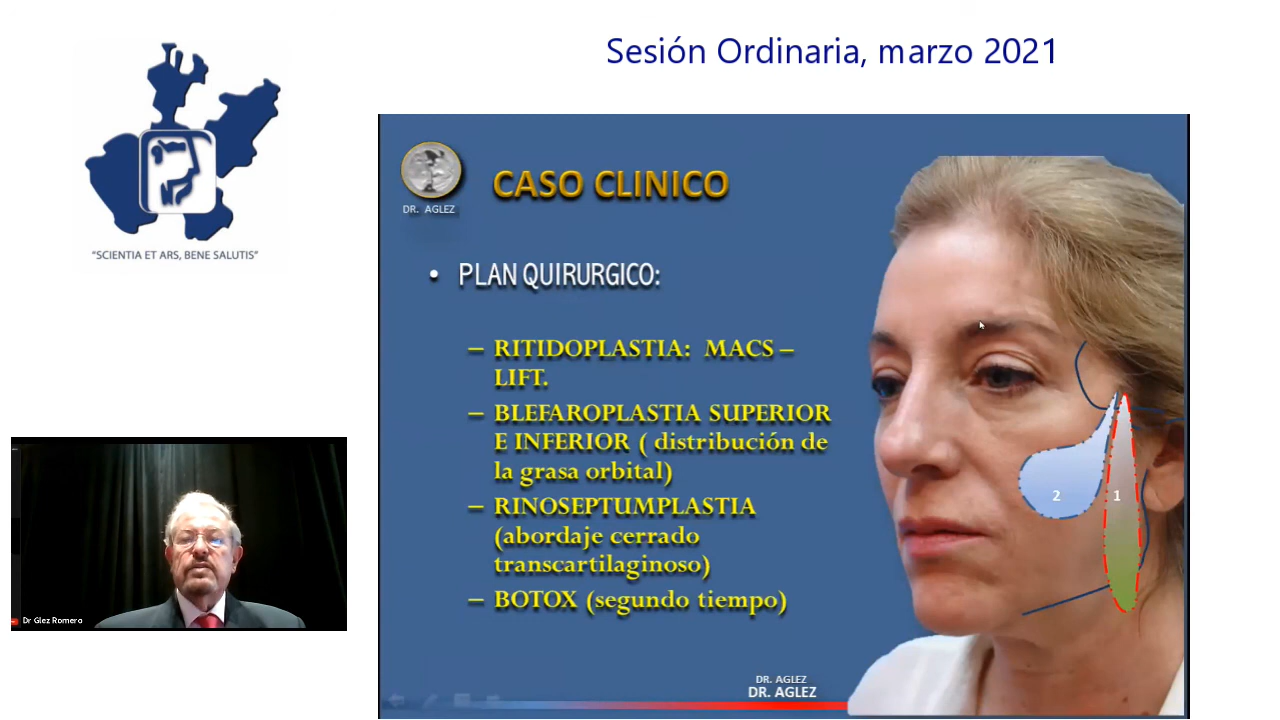 Sesión Ordinaria, marzo 2021
"SCIENTIA ET ARS, BENE SALUTIS"
DR. AGLEZ
CASO CLINICO
• PLAN QUIRURGICO:
– RITIDOPLASTIA: MACS –
LIFT.
– BLEFAROPLASTIA SUPERIOR
E INFERIOR ( distribución de
la grasa orbital)
– RINOSEPTUMPLASTIA
(abordaje cerrado
transcartilaginoso)
– BOTOX (segundo tiempo)
2
1
DR. AGLEZ
DR. AGLEZ
Dr Glez Romero